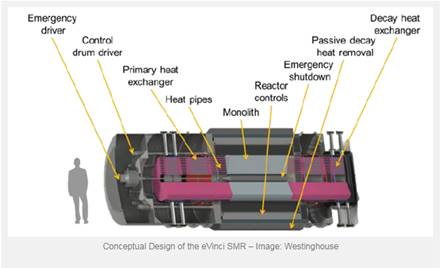 Emergency
driver
Control
drum driver
Primary heat
exchanger
Heat pipes
Monolith
Reactor
controls
Emergency
shutdown
Passive decay
heat removal
Decay heat
exchanger
Conceptual Design of the eVinci SMR – Image: Westinghouse